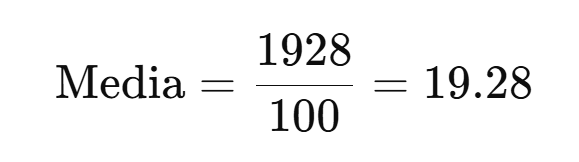 Media = 1928/100 = 19.28